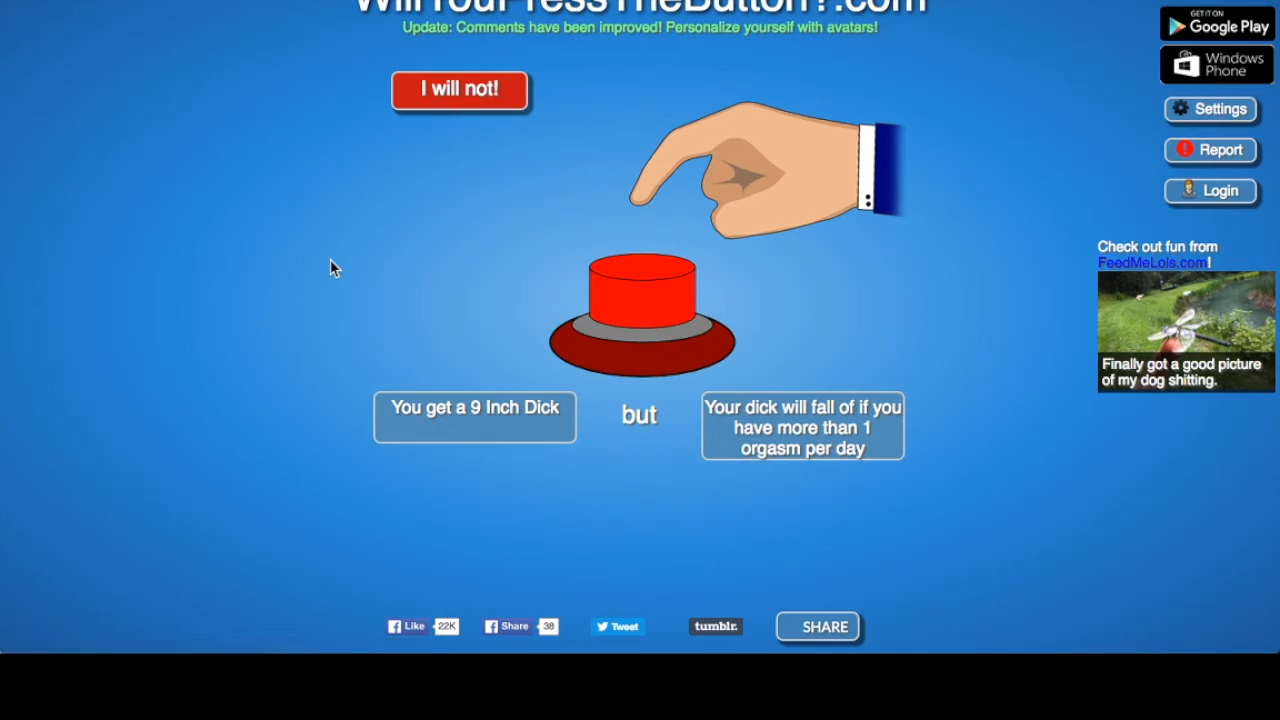 WillYouPressTheButton?.com
Update: Comments have been improved! Personalize yourself with avatars!
GET IT ON
Google Play
Windows
Phone
I will not!
Settings
Report
Login
Check out fun from
FeedMeLols.com!
Finally got a good picture
of my dog shitting.
You get a 9 Inch Dick
but
Your dick will fall of if you
have more than 1
orgasm per day
Like 22K
Share 38
Tweet
tumblr.
SHARE